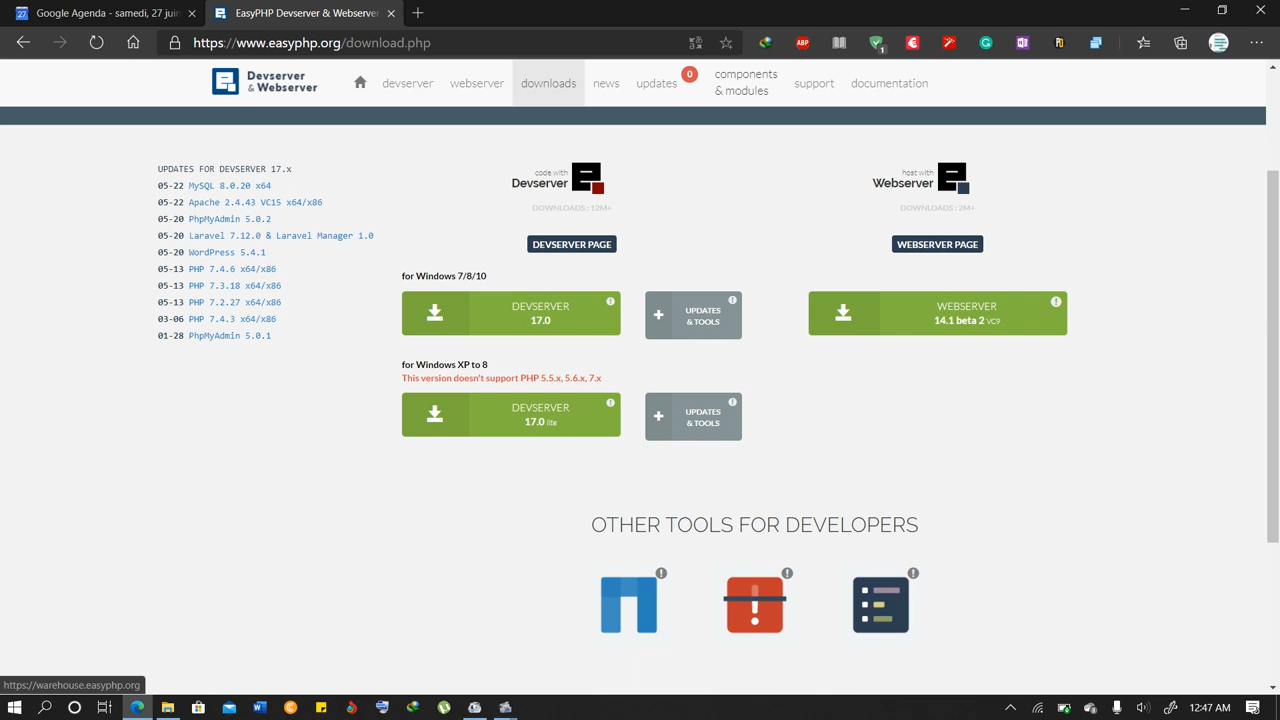 Google Agenda - samedi, 27 juin
EasyPHP Devserver & Webserver
https://www.easyphp.org/download.php
ABP
1
Devserver
& Webserver
devserver
webserver
downloads
news
updates
0
components
& modules
support
documentation
UPDATES FOR DEVSERVER 17.x
05-22 MySQL 8.0.20 x64
05-22 Apache 2.4.43 VC15 x64/x86
05-20 PhpMyAdmin 5.0.2
05-20 Laravel 7.12.0 & Laravel Manager 1.0
05-20 WordPress 5.4.1
05-13 PHP 7.4.6 x64/x86
05-13 PHP 7.3.18 x64/x86
05-13 PHP 7.2.27 x64/x86
03-06 PHP 7.4.3 x64/x86
01-28 PhpMyAdmin 5.0.1
code with
Devserver
DOWNLOADS : 12M+
DEVSERVER PAGE
host with
Webserver
DOWNLOADS : 2M+
WEBSERVER PAGE
for Windows 7/8/10
DEVSERVER
17.0
UPDATES
& TOOLS
WEBSERVER
14.1 beta 2 VC9
for Windows XP to 8
This version doesn't support PHP 5.5.x, 5.6.x, 7.x
DEVSERVER
17.0 lite
UPDATES
& TOOLS
OTHER TOOLS FOR DEVELOPERS
https://warehouse.easyphp.org
12:47 AM